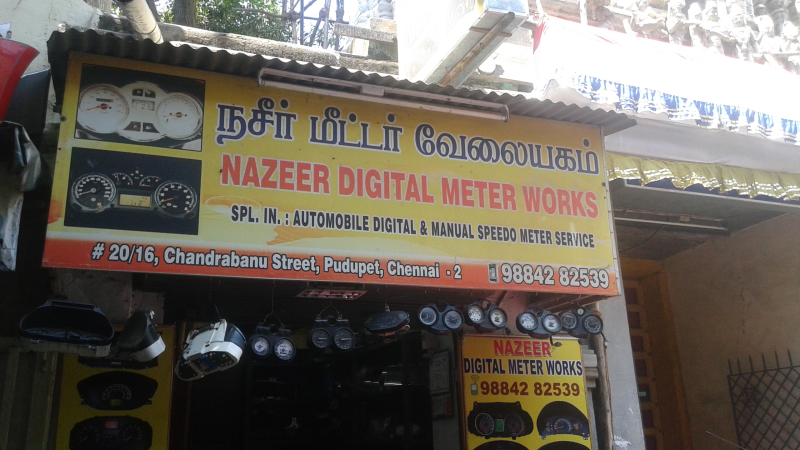 நசீர் மீட்டர் வேலையகம்
NAZEER DIGITAL METER WORKS
SPL. IN. : AUTOMOBILE DIGITAL & MANUAL SPEEDO METER SERVICE
# 20/16, Chandrabanu Street, Pudupet, Chennai - 2
98842 82539
NAZEER
DIGITAL METER WORKS
98842 82539